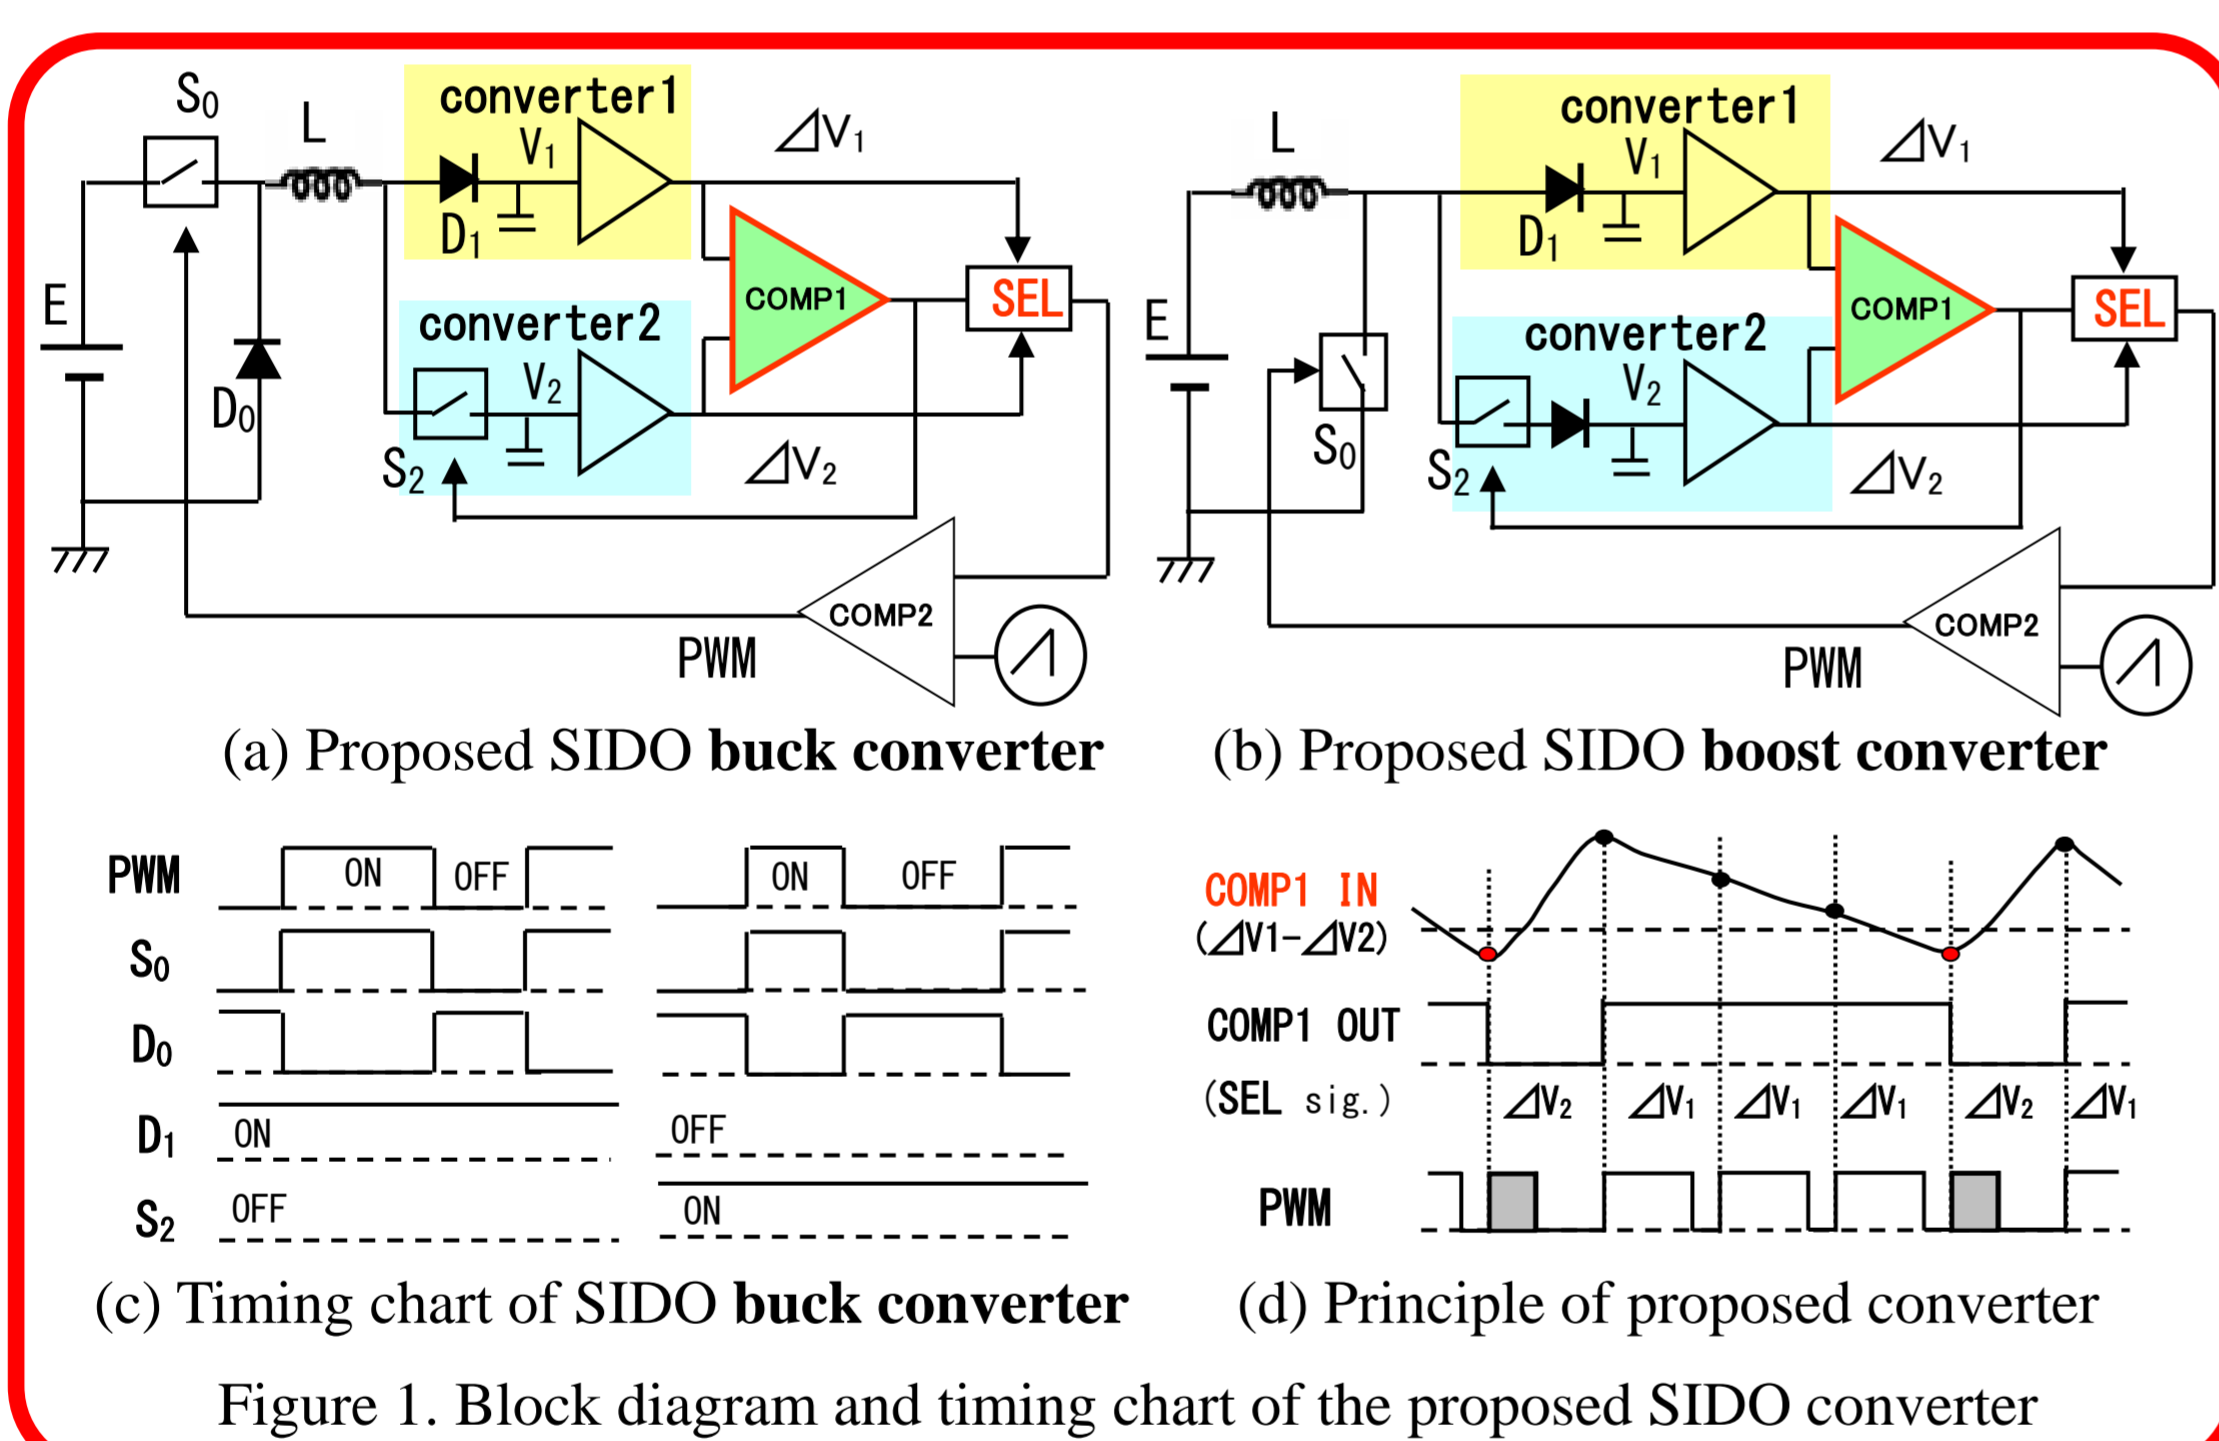 S0
L
converter1
V1
⊿V1
D1
E
D0
COMP1
SEL
converter2
V2
S2
⊿V2
COMP2
PWM
(a) Proposed SIDO buck converter
L
converter1
V1
⊿V1
D1
E
S0
COMP1
SEL
converter2
V2
S2
⊿V2
COMP2
PWM
(b) Proposed SIDO boost converter
PWM ON OFF ON OFF
S0
D0
D1 ON OFF
S2 OFF ON
(c) Timing chart of SIDO buck converter
COMP1 IN
(⊿V1-⊿V2)
COMP1 OUT
(SEL sig.) ⊿V2 ⊿V1 ⊿V1 ⊿V1 ⊿V2 ⊿V1
PWM
(d) Principle of proposed converter
Figure 1. Block diagram and timing chart of the proposed SIDO converter